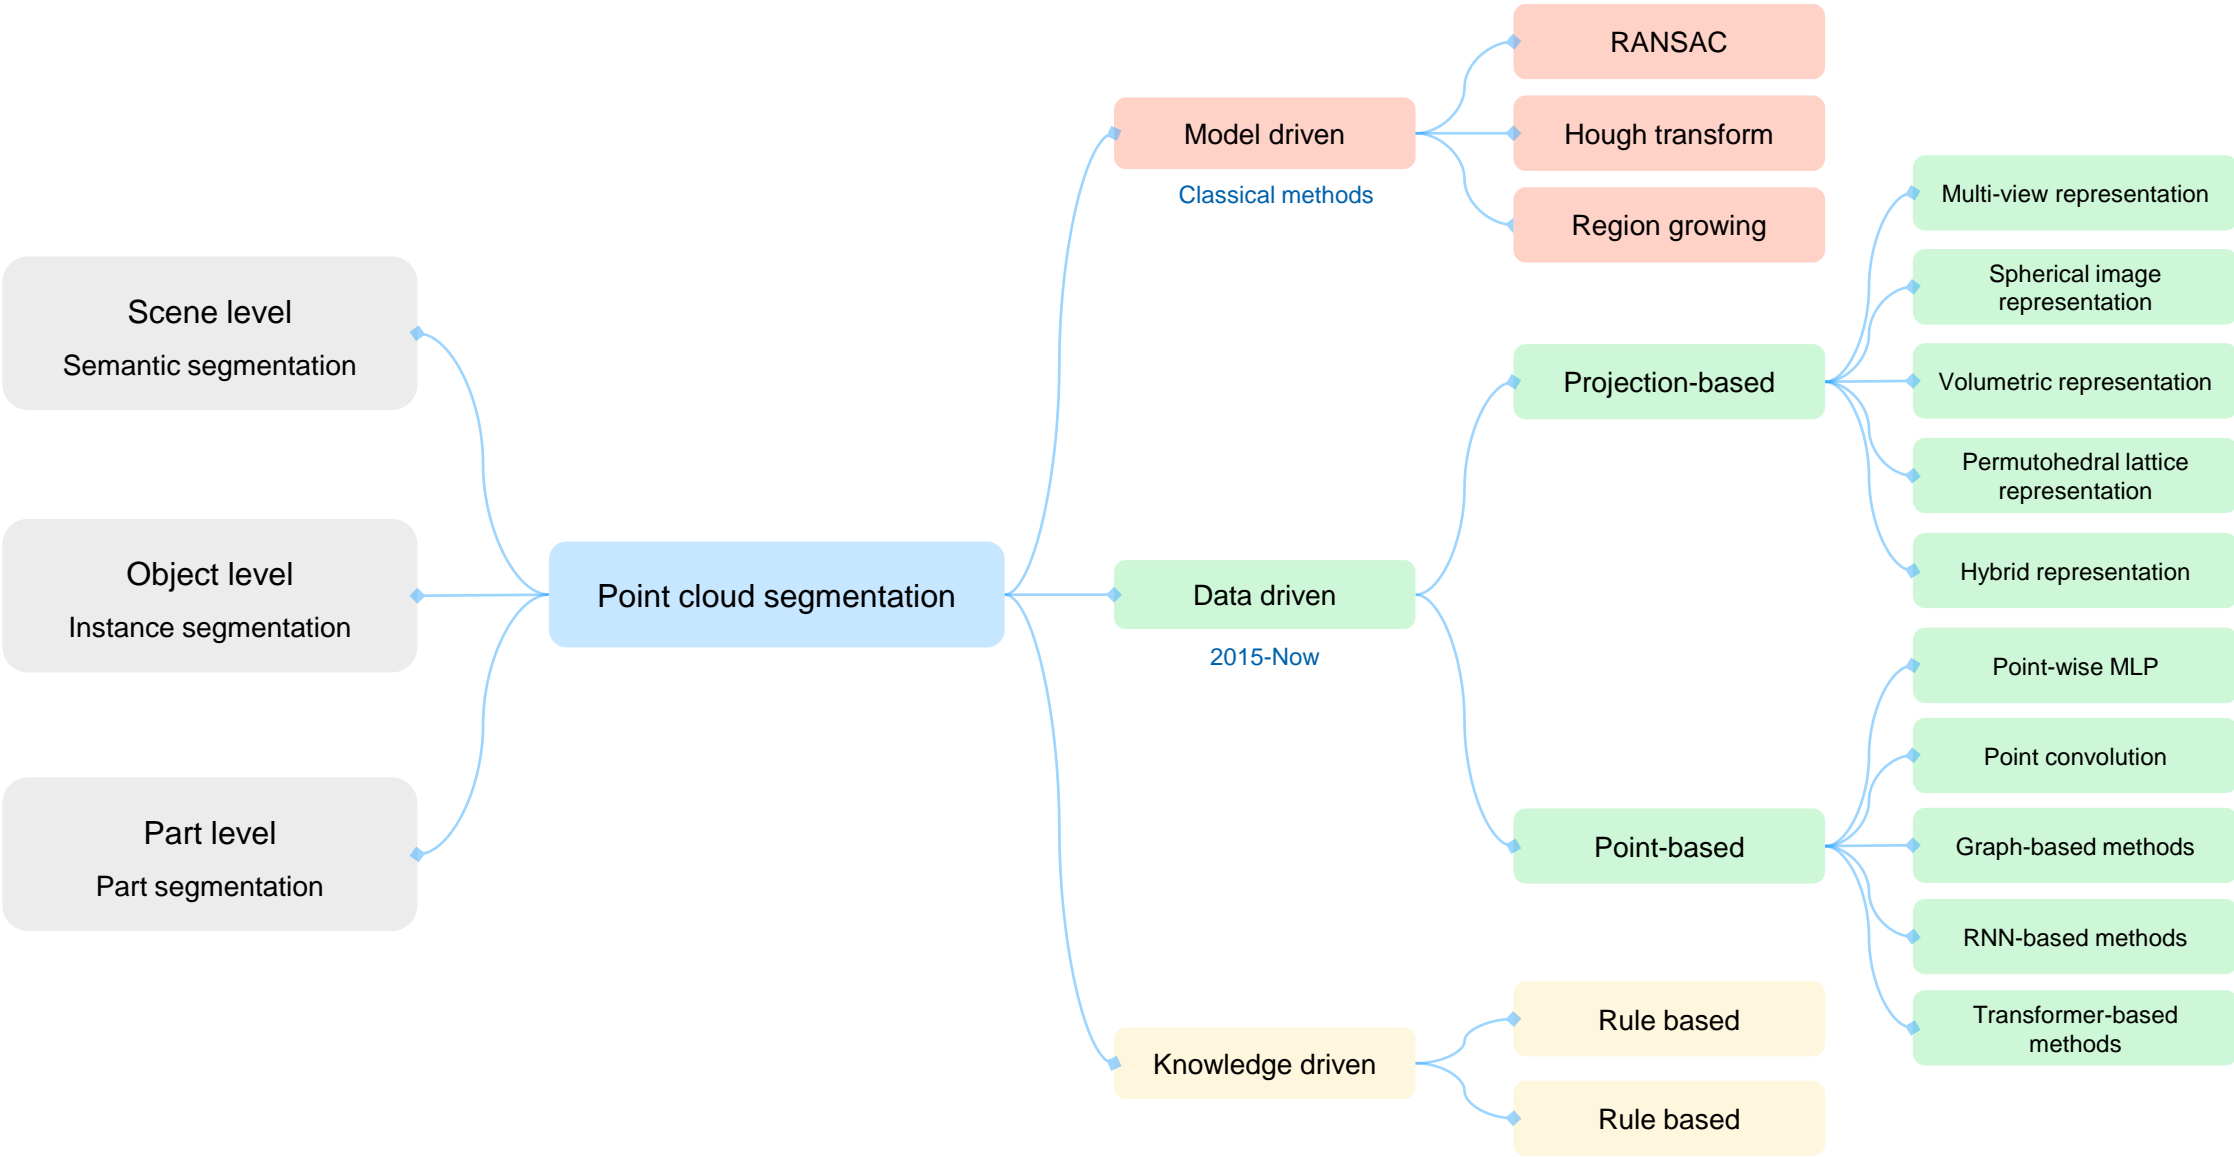 Scene level
Semantic segmentation
Object level
Instance segmentation
Part level
Part segmentation
Point cloud segmentation
Model driven
Classical methods
RANSAC
Hough transform
Region growing
Data driven
2015-Now
Projection-based
Multi-view representation
Spherical image
representation
Volumetric representation
Permutohedral lattice
representation
Hybrid representation
Point-based
Point-wise MLP
Point convolution
Graph-based methods
RNN-based methods
Transformer-based
methods
Knowledge driven
Rule based
Rule based